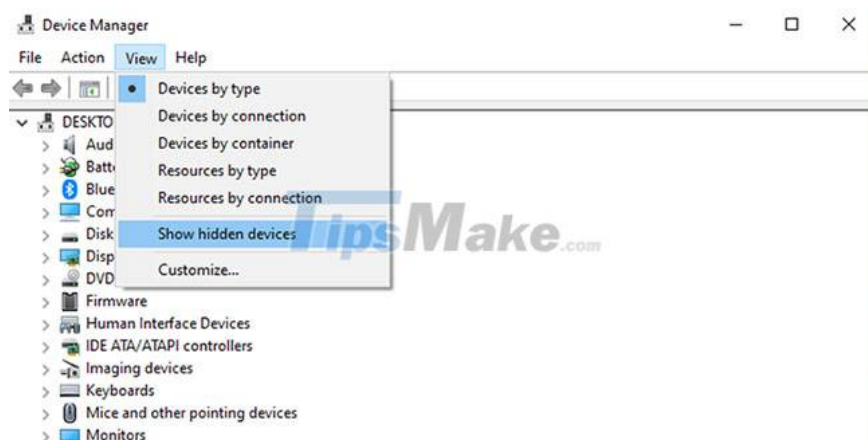 Device Manager
File Action View Help
Devices by type
Devices by connection
Devices by container
Resources by type
Resources by connection
Show hidden devices
Customize...
DESKTO
Aud
Batt
Blue
Com
Disk
Disp
DVD
Firmware
Human Interface Devices
IDE ATA/ATAPI controllers
Imaging devices
Keyboards
Mice and other pointing devices
Monitors
TipsMake.com